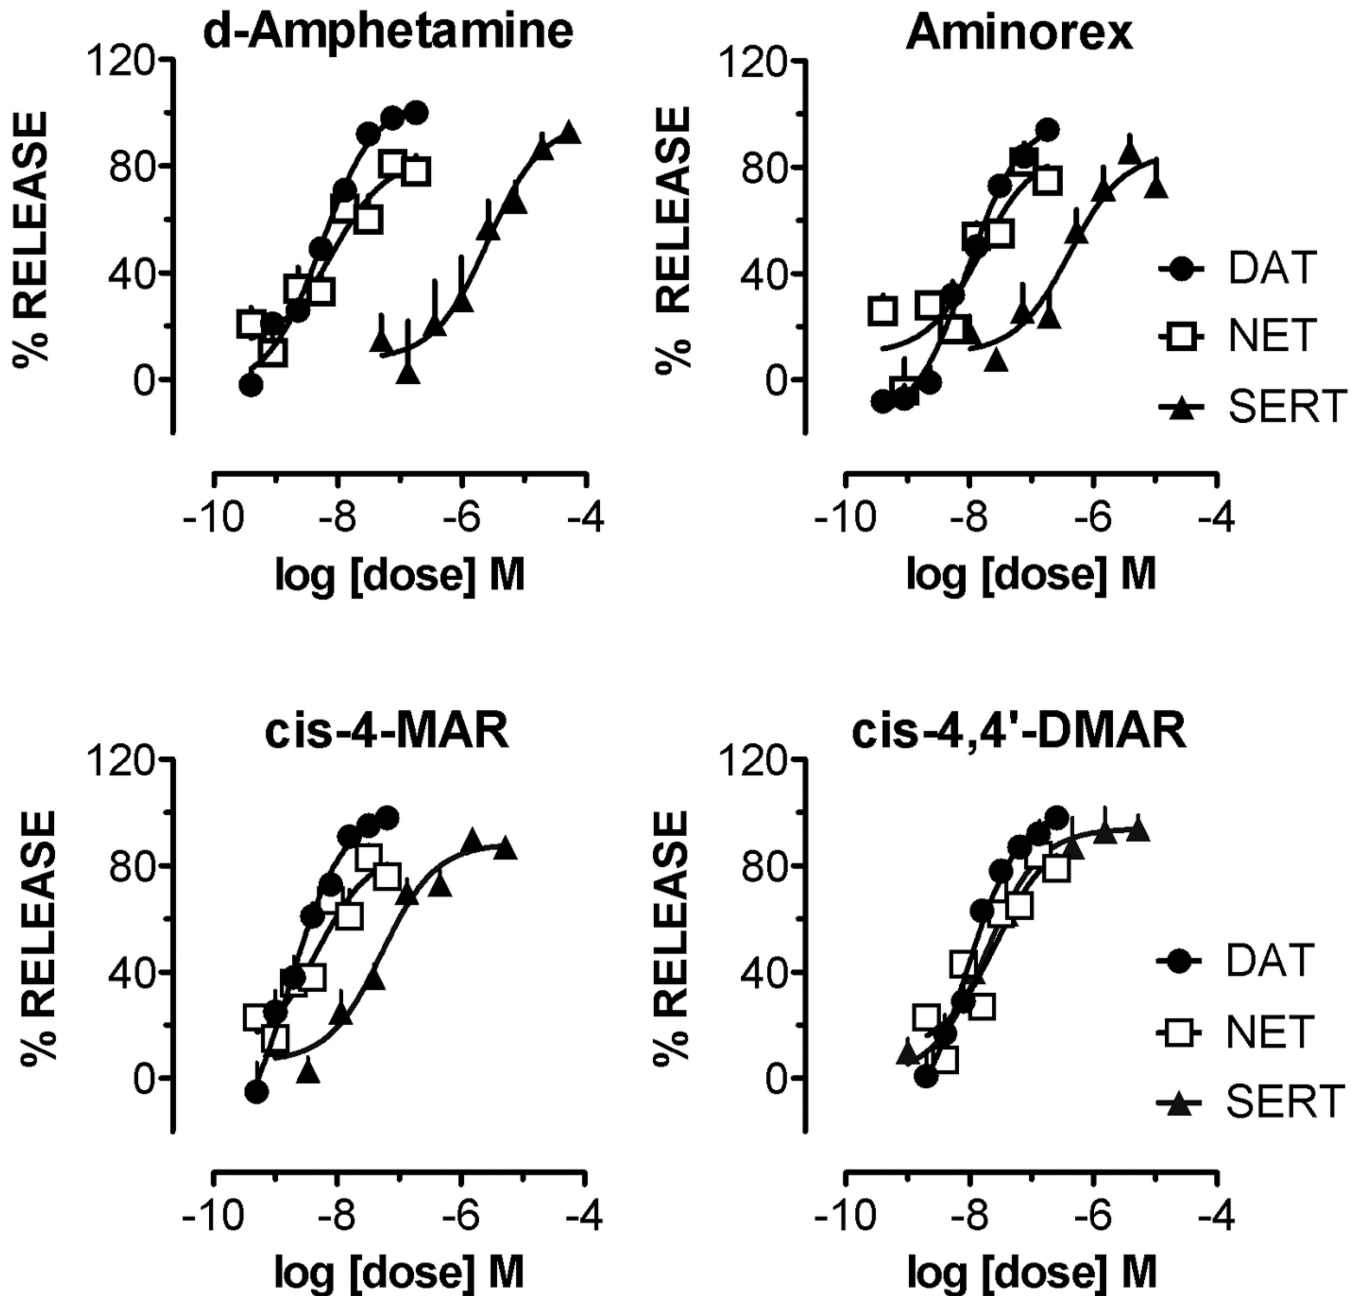 d-Amphetamine
Aminorex
120
80
40
0
% RELEASE
-10 -8 -6 -4
log [dose] M
120
80
40
0
% RELEASE
-10 -8 -6 -4
log [dose] M
DAT
NET
SERT
cis-4-MAR
cis-4,4'-DMAR
120
80
40
0
% RELEASE
-10 -8 -6 -4
log [dose] M
120
80
40
0
% RELEASE
-10 -8 -6 -4
log [dose] M
DAT
NET
SERT